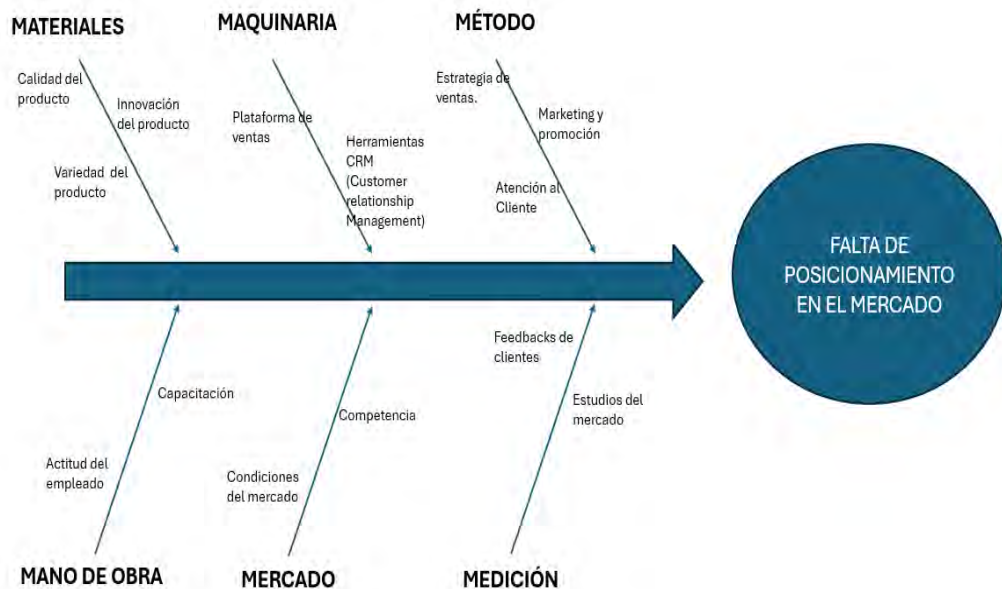 MATERIALES
MAQUINARIA
MÉTODO
Calidad del
producto
Innovación
del producto
Variedad del
producto
Plataforma de
ventas
Herramientas
CRM
(Customer
relationship
Management)
Estrategia de
ventas.
Marketing y
promoción
Atención al
Cliente
FALTA DE
POSICIONAMIENTO
EN EL MERCADO
Capacitación
Actitud del
empleado
Competencia
Condiciones
del mercado
Feedbacks de
clientes
Estudios del
mercado
MANO DE OBRA
MERCADO
MEDICIÓN